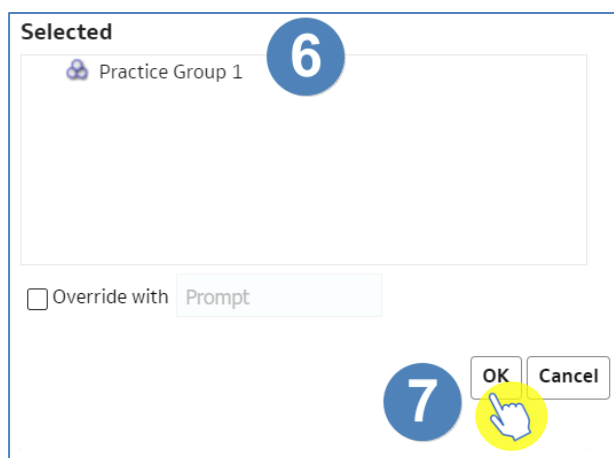 Selected
6
Practice Group 1
Override with Prompt
OK Cancel
7